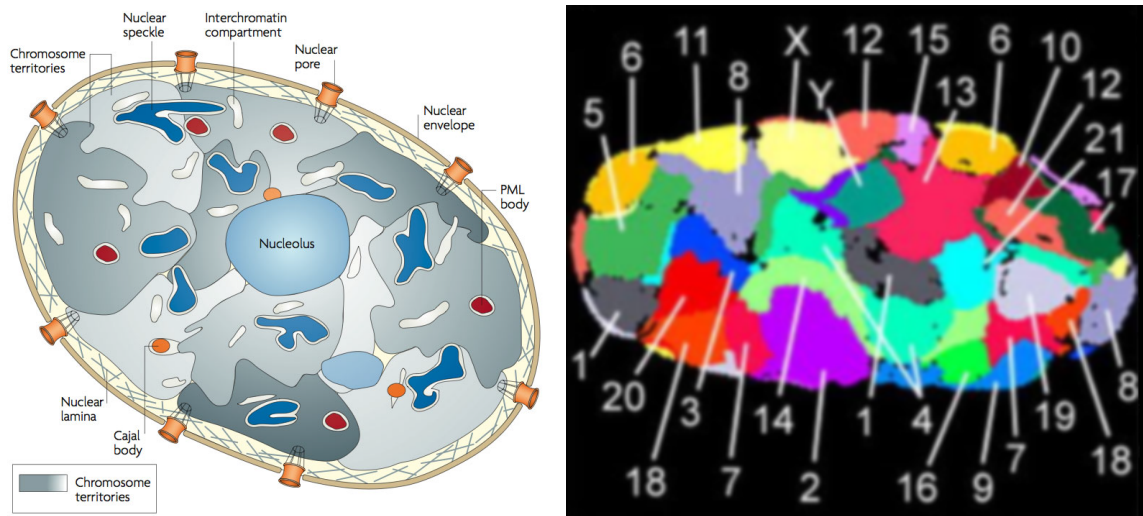 Nuclear
speckle
Interchromatin
compartment
Chromosome
territories
Nuclear
pore
Nuclear
envelope
PML
body
Nucleolus
Nuclear
lamina
Cajal
body
Chromosome
territories
11
X
12
15
6
10
6
8
Y
13
12
5
21
17
1
20
3
14
1
4
19
8
18
7
2
16
9
7
18